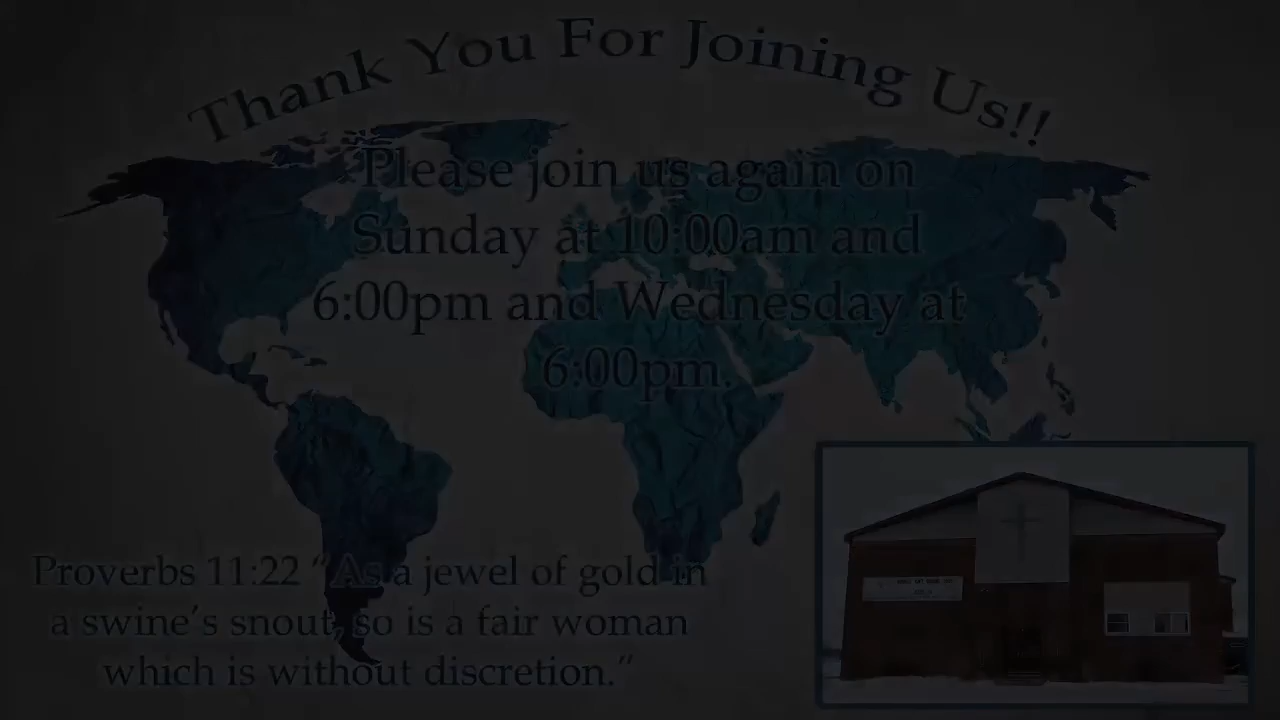 Thank You For Joining Us!!
Please join us again on
Sunday at 10:00am and
6:00pm and Wednesday at
6:00pm.
Proverbs 11:22 “As a jewel of gold in
a swine’s snout, so is a fair woman
which is without discretion.”